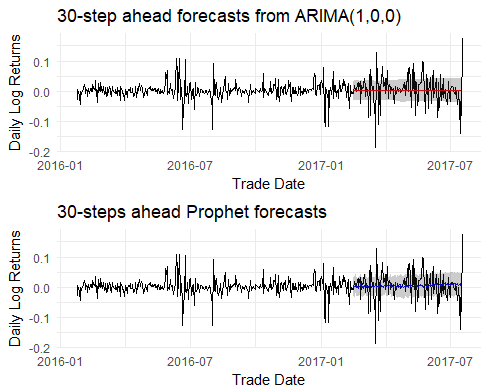 30-step ahead forecasts from ARIMA(1,0,0)
Daily Log Returns
0.1
0.0
-0.1
-0.2
2016-01 2016-07 2017-01 2017-07
Trade Date
30-steps ahead Prophet forecasts
Daily Log Returns
0.1
0.0
-0.1
-0.2
2016-01 2016-07 2017-01 2017-07
Trade Date